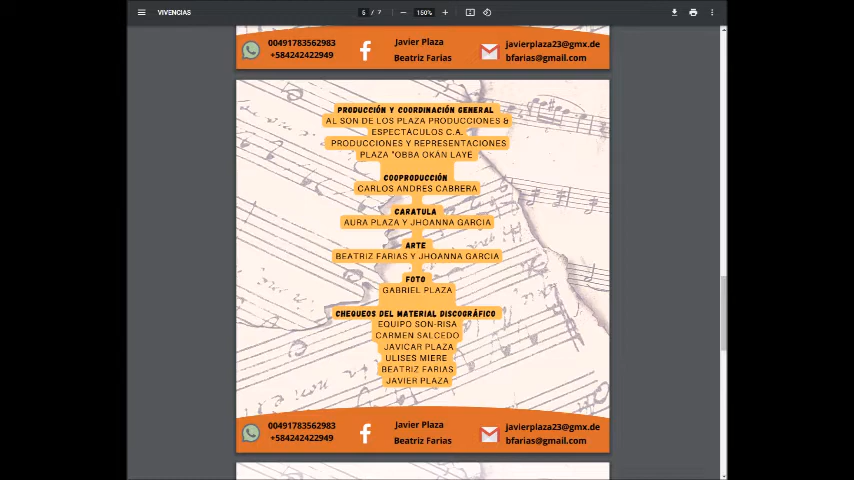 VIVENCIAS
5 / 7
150%
00491783562983
+584242422949
Javier Plaza
Beatriz Farias
javierplaza23@gmx.de
bfarias@gmail.com
PRODUCCIÓN Y COORDINACIÓN GENERAL
AL SON DE LOS PLAZA PRODUCCIONES &
ESPECTÁCULOS C.A.
PRODUCCIONES Y REPRESENTACIONES
PLAZA "OBBA OKÁN LAYE
COOPRODUCCIÓN
CARLOS ANDRES CABRERA
CARATULA
AURA PLAZA Y JHOANNA GARCIA
ARTE
BEATRIZ FARIAS Y JHOANNA GARCIA
FOTO
GABRIEL PLAZA
CHEQUEOS DEL MATERIAL DISCOGRÁFICO
EQUIPO SON-RISA
CARMEN SALCEDO
JAVICAR PLAZA
ULISES MIERE
BEATRIZ FARIAS
JAVIER PLAZA
00491783562983
+584242422949
Javier Plaza
Beatriz Farias
javierplaza23@gmx.de
bfarias@gmail.com